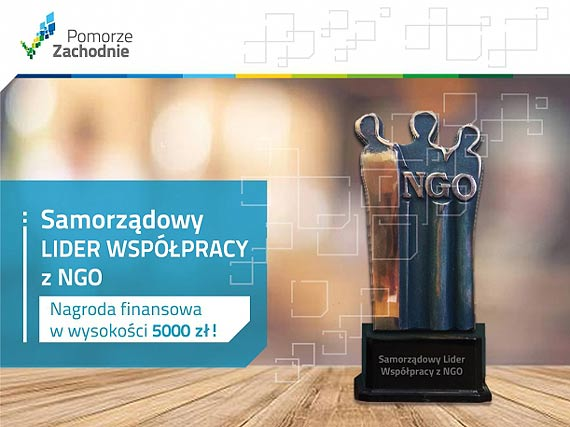 Pomorze
Zachodnie
Samorządowy
LIDER WSPÓŁPRACY
z NGO
Nagroda finansowa
w wysokości 5000 zł!
NGO
Samorządowy Lider
Współpracy z NGO